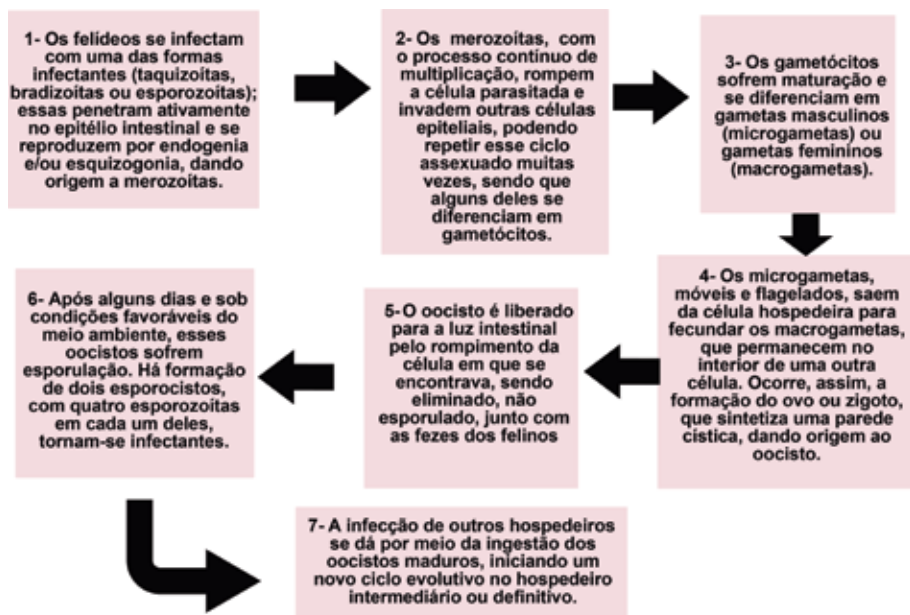 1- Os felídeos se infectam
com uma das formas
infectantes (taquizoítas,
bradizoítas ou esporozoítas);
essas penetram ativamente
no epitélio intestinal e se
reproduzem por endogenia
e/ou esquizogonia, dando
origem a merozoítas.
2- Os merozoítas, com
o processo contínuo de
multiplicação, rompem
a célula parasitada e
invadem outras células
epiteliais, podendo
repetir esse ciclo
assexuado muitas
vezes, sendo que
alguns deles se
diferenciam em
gametócitos.
3- Os gametócitos
sofrem maturação e
se diferenciam em
gametas masculinos
(microgametas) ou
gametas femininos
(macrogametas).
4- Os microgametas,
móveis e flagelados, saem
da célula hospedeira para
fecundar os macrogametas,
que permanecem no
interior de uma outra
célula. Ocorre, assim, a
formação do ovo ou zigoto,
que sintetiza uma parede
cística, dando origem ao
oocisto.
5- O oocisto é liberado
para a luz intestinal
pelo rompimento da
célula em que se
encontrava, sendo
eliminado, não
esporulado, junto com
as fezes dos felinos
6- Após alguns dias e sob
condições favoráveis do
meio ambiente, esses
oocistos sofrem
esporulação. Há formação
de dois esporocistos,
com quatro esporozoítas
em cada um deles,
tornam-se infectantes.
7- A infecção de outros hospedeiros
se dá por meio da ingestão dos
oocistos maduros, iniciando um
novo ciclo evolutivo no hospedeiro
intermediário ou definitivo.